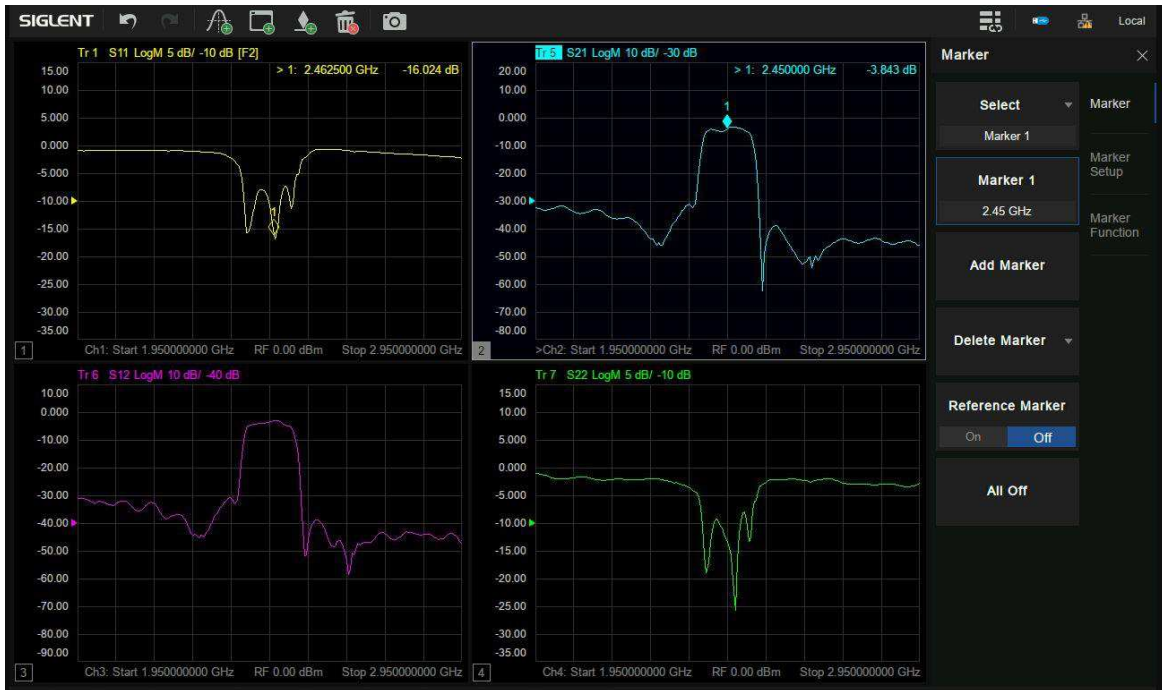 SIGLENT
Local
Tr 1 S11 LogM 5 dB/ -10 dB [F2]
> 1: 2.462500 GHz -16.024 dB
15.00
10.00
5.000
0.000
-5.000
-10.00
-15.00
-20.00
-25.00
-30.00
-35.00
1
1 Ch1: Start 1.950000000 GHz RF 0.00 dBm Stop 2.950000000 GHz
Tr 5 S21 LogM 10 dB/ -30 dB
> 1: 2.450000 GHz -3.843 dB
20.00
10.00
0.000
-10.00
-20.00
-30.00
-40.00
-50.00
-60.00
-70.00
-80.00
1
2 >Ch2: Start 1.950000000 GHz RF 0.00 dBm Stop 2.950000000 GHz
Tr 6 S12 LogM 10 dB/ -40 dB
10.00
0.000
-10.00
-20.00
-30.00
-40.00
-50.00
-60.00
-70.00
-80.00
-90.00
3 Ch3: Start 1.950000000 GHz RF 0.00 dBm Stop 2.950000000 GHz
Tr 7 S22 LogM 5 dB/ -10 dB
15.00
10.00
5.000
0.000
-5.000
-10.00
-15.00
-20.00
-25.00
-30.00
-35.00
4 Ch4: Start 1.950000000 GHz RF 0.00 dBm Stop 2.950000000 GHz
Marker
Select
Marker 1
Marker 1
2.45 GHz
Add Marker
Delete Marker
Reference Marker
On Off
All Off
Marker
Marker
Setup
Marker
Function